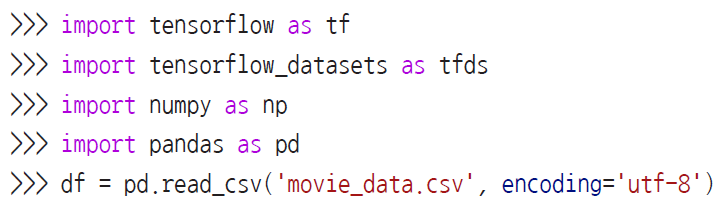 >>> import tensorflow as tf
>>> import tensorflow_datasets as tfds
>>> import numpy as np
>>> import pandas as pd
>>> df = pd.read_csv('movie_data.csv', encoding='utf-8')